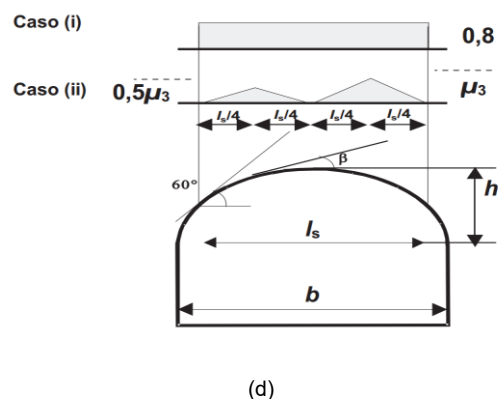 Caso (i)
0,8
Caso (ii)
0,5μ₃
μ₃
lₛ/4 lₛ/4 lₛ/4 lₛ/4
β
60°
h
lₛ
b
(d)